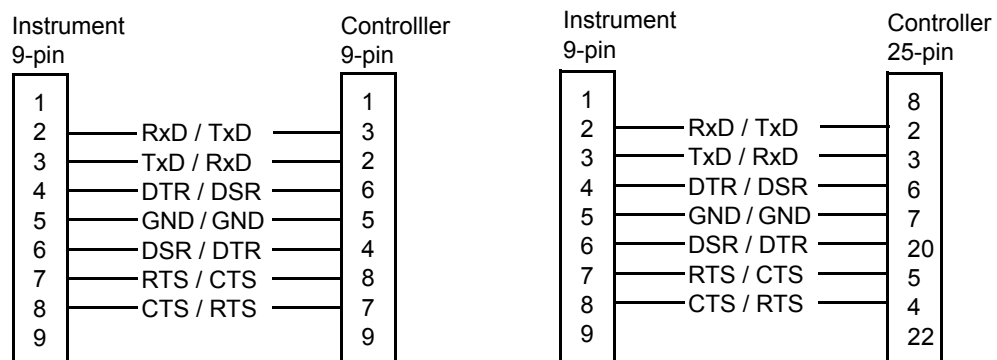 Instrument
9-pin
Controlller
9-pin
1 1
2 RxD / TxD 3
3 TxD / RxD 2
4 DTR / DSR 6
5 GND / GND 5
6 DSR / DTR 4
7 RTS / CTS 8
8 CTS / RTS 7
9 9
Instrument
9-pin
Controller
25-pin
1 8
2 RxD / TxD 2
3 TxD / RxD 3
4 DTR / DSR 6
5 GND / GND 7
6 DSR / DTR 20
7 RTS / CTS 5
8 CTS / RTS 4
9 22